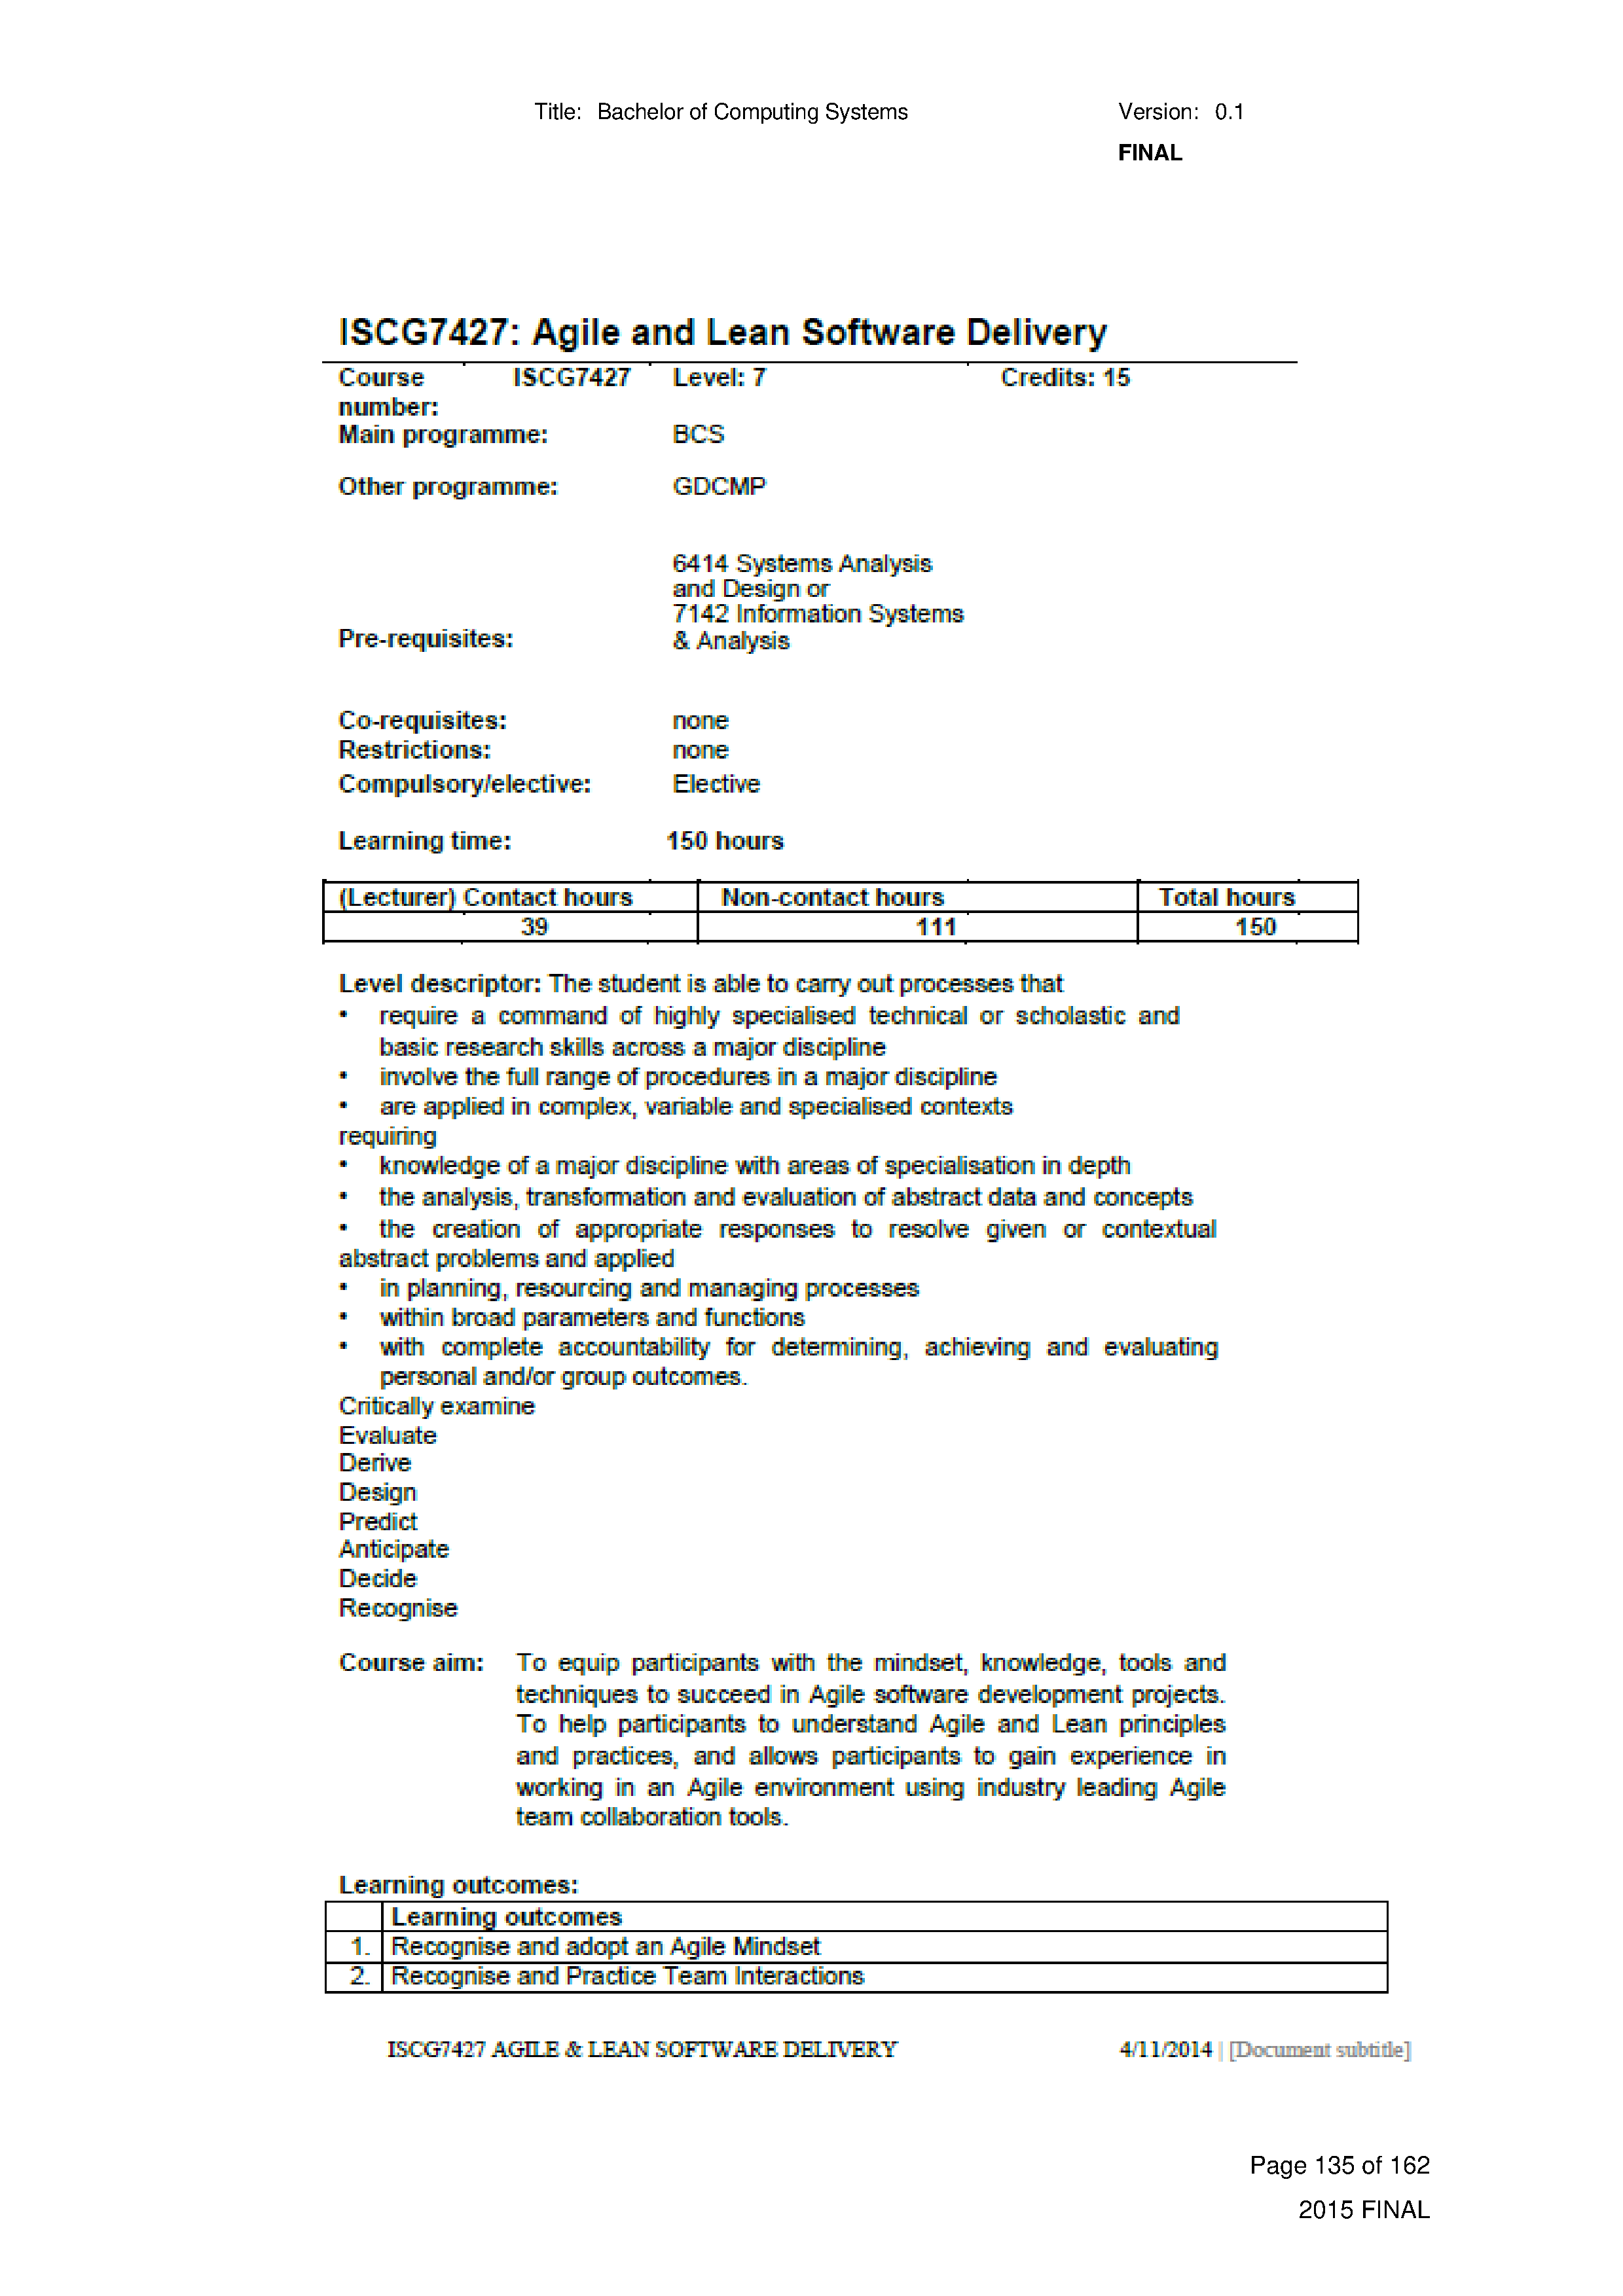 Title: Bachelor of Computing Systems Version: 0.1
FINAL
ISCG7427: Agile and Lean Software Delivery
Course ISCG7427 Level: 7 Credits: 15
number:
Main programme: BCS
Other programme: GDCMP
6414 Systems Analysis
and Design or
7142 Information Systems
Pre-requisites: & Analysis
Co-requisites: none
Restrictions: none
Compulsory/elective: Elective
Learning time: 150 hours
(Lecturer) Contact hours Non-contact hours Total hours
39 111 150
Level descriptor: The student is able to carry out processes that
• require a command of highly specialised technical or scholastic and
basic research skills across a major discipline
• involve the full range of procedures in a major discipline
• are applied in complex, variable and specialised contexts
requiring
• knowledge of a major discipline with areas of specialisation in depth
• the analysis, transformation and evaluation of abstract data and concepts
• the creation of appropriate responses to resolve given or contextual
abstract problems and applied
• in planning, resourcing and managing processes
• within broad parameters and functions
• with complete accountability for determining, achieving and evaluating
personal and/or group outcomes.
Critically examine
Evaluate
Derive
Design
Predict
Anticipate
Decide
Recognise
Course aim: To equip participants with the mindset, knowledge, tools and
techniques to succeed in Agile software development projects.
To help participants to understand Agile and Lean principles
and practices, and allows participants to gain experience in
working in an Agile environment using industry leading Agile
team collaboration tools.
Learning outcomes:
Learning outcomes
1. Recognise and adopt an Agile Mindset
2. Recognise and Practice Team Interactions
ISCG7427 AGILE & LEAN SOFTWARE DELIVERY 4/11/2014 | [Document subtitle]
Page 135 of 162
2015 FINAL